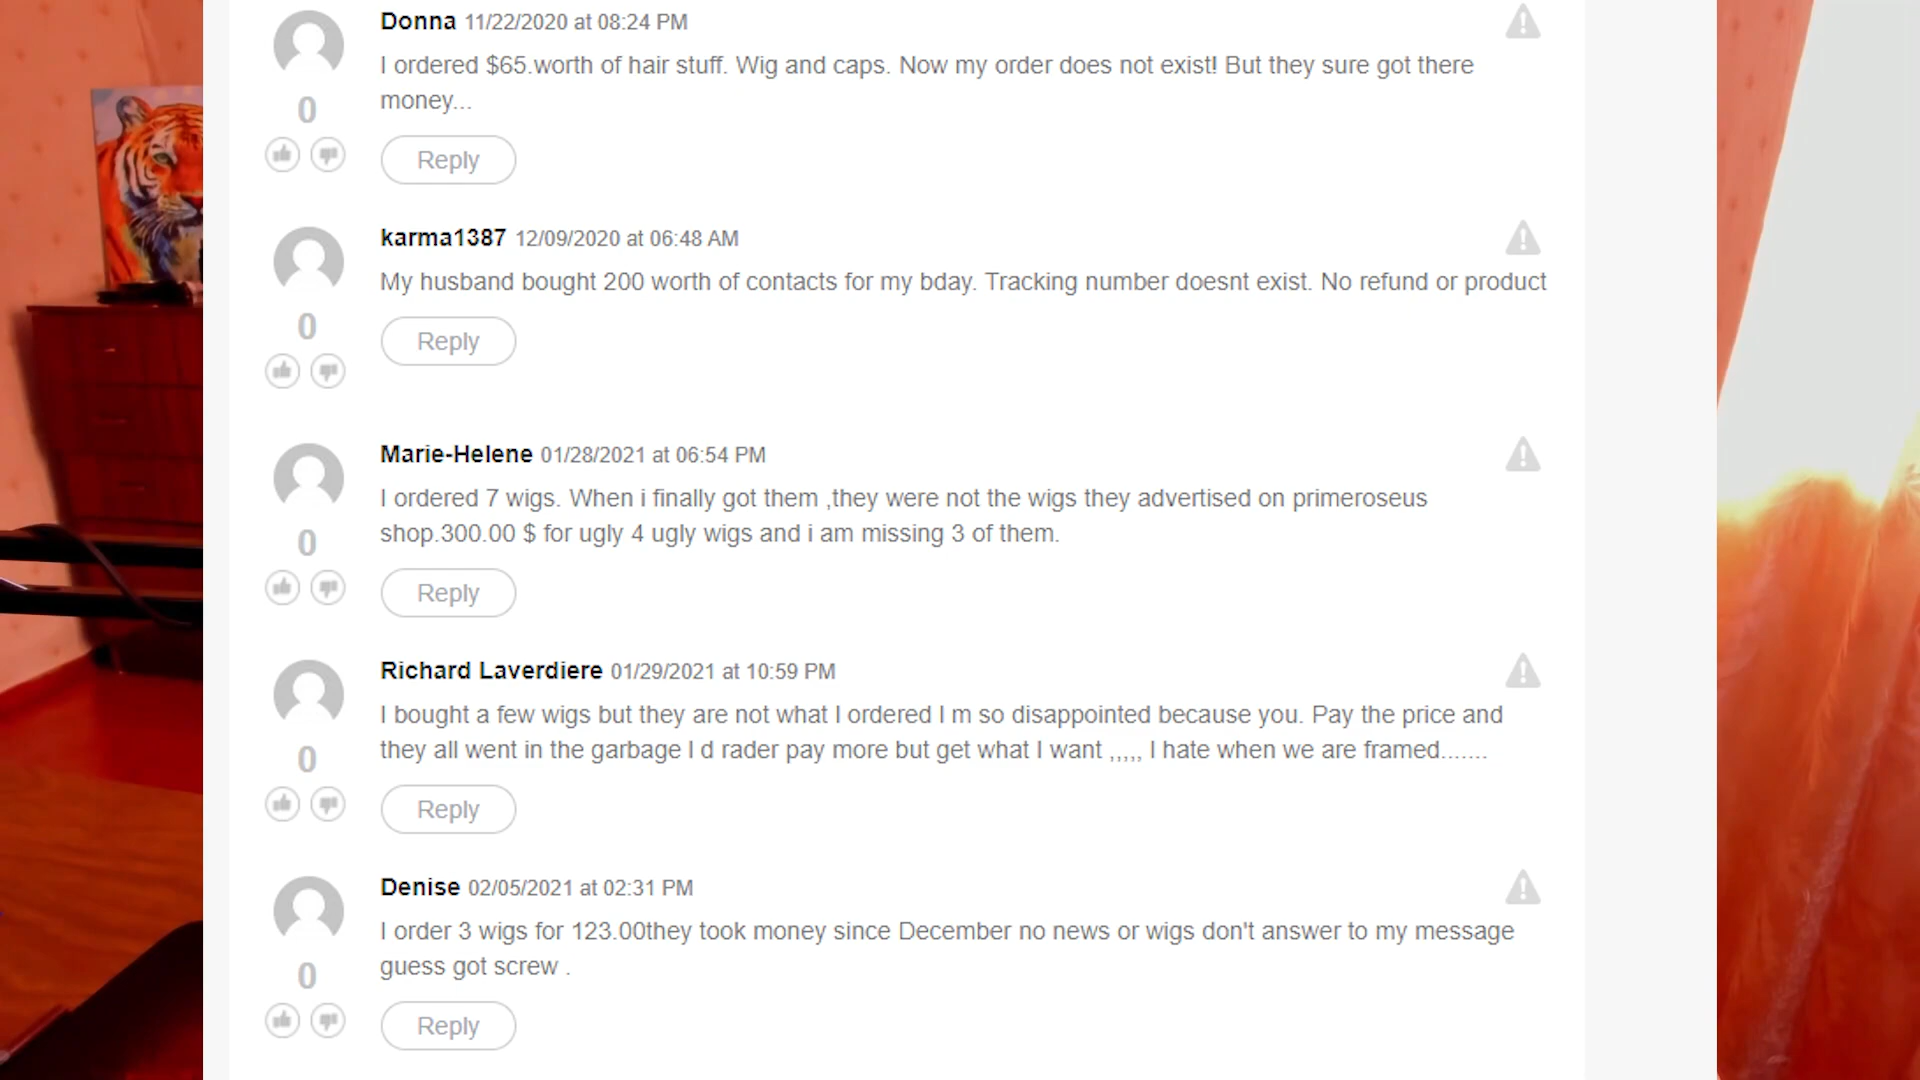 Donna 11/22/2020 at 08:24 PM
I ordered $65.worth of hair stuff. Wig and caps. Now my order does not exist! But they sure got there
money...
0
Reply
karma1387 12/09/2020 at 06:48 AM
My husband bought 200 worth of contacts for my bday. Tracking number doesnt exist. No refund or product
0
Reply
Marie-Helene 01/28/2021 at 06:54 PM
I ordered 7 wigs. When i finally got them ,they were not the wigs they advertised on primeroseus
shop.300.00 $ for ugly 4 ugly wigs and i am missing 3 of them.
0
Reply
Richard Laverdiere 01/29/2021 at 10:59 PM
I bought a few wigs but they are not what I ordered I m so disappointed because you. Pay the price and
they all went in the garbage I d rader pay more but get what I want ,,,,, I hate when we are framed.......
0
Reply
Denise 02/05/2021 at 02:31 PM
I order 3 wigs for 123.00they took money since December no news or wigs don't answer to my message
guess got screw .
0
Reply